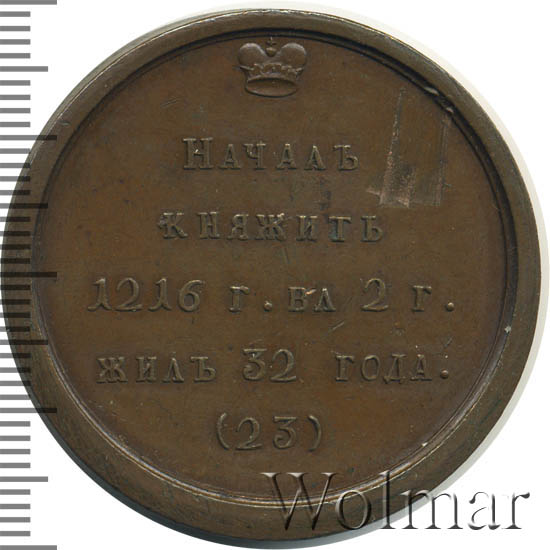 НАЧАЛЪ
КНЯЖИТЬ
1216 Г. ВЛ 2 Г.
ЖИЛЪ 32 ГОДА.
(23)
Wolmar